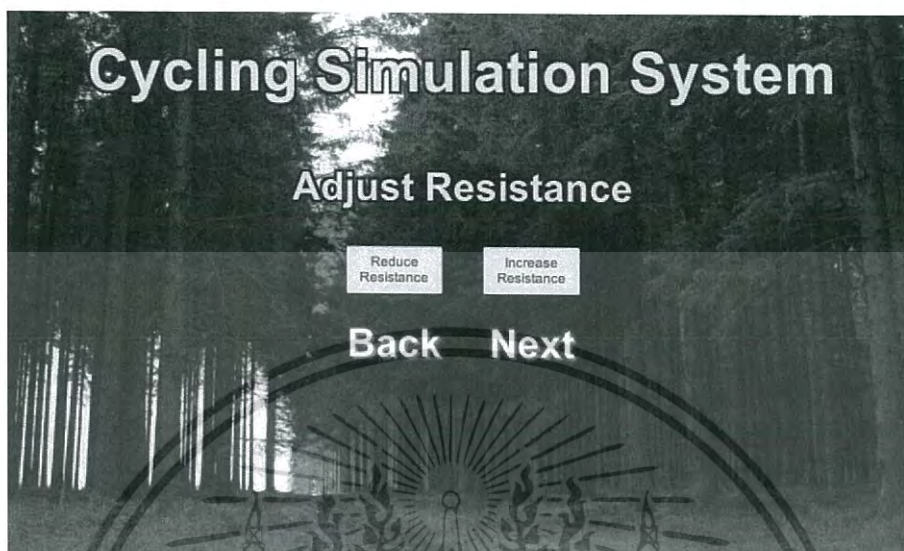 Cycling Simulation System
Adjust Resistance
Reduce
Resistance
Increase
Resistance
Back Next